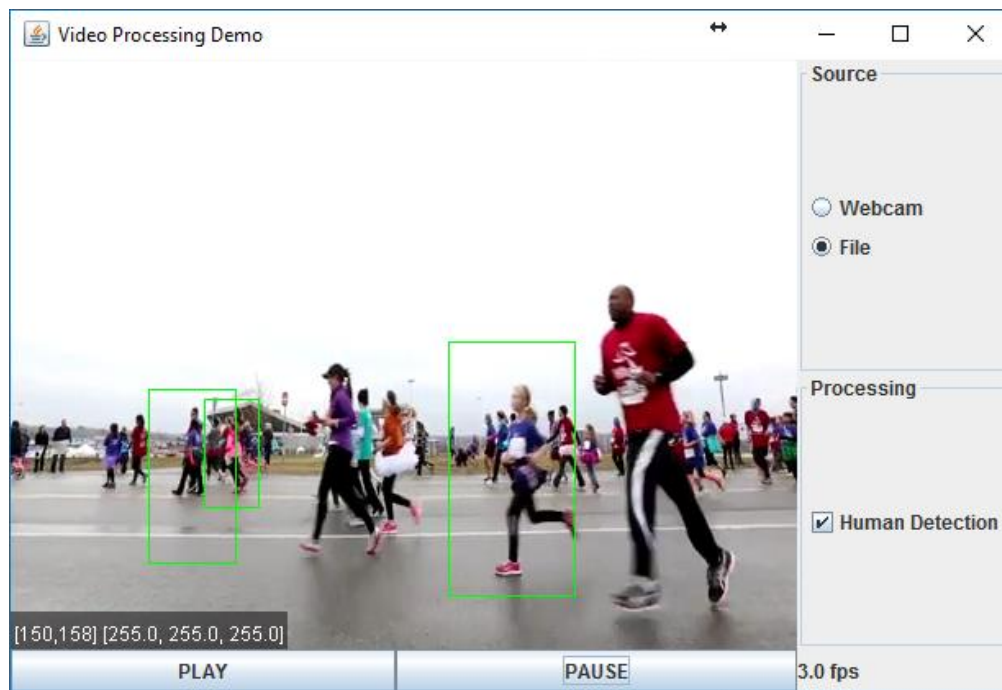 Video Processing Demo
Source
Webcam
File
Processing
Human Detection
[150,158] [255.0, 255.0, 255.0]
PLAY
PAUSE
3.0 fps